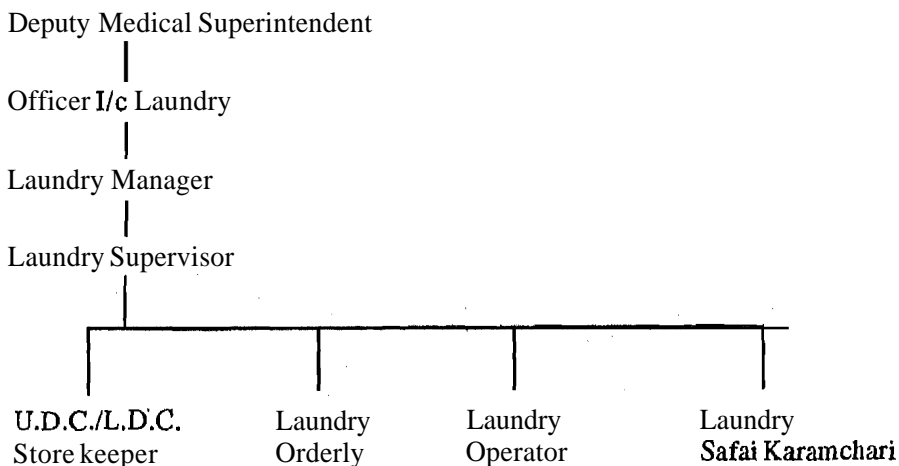 Deputy Medical Superintendent
Officer I/c Laundry
Laundry Manager
Laundry Supervisor
U.D.C./L.D.C.
Store keeper
Laundry
Orderly
Laundry
Operator
Laundry
Safai Karamchari